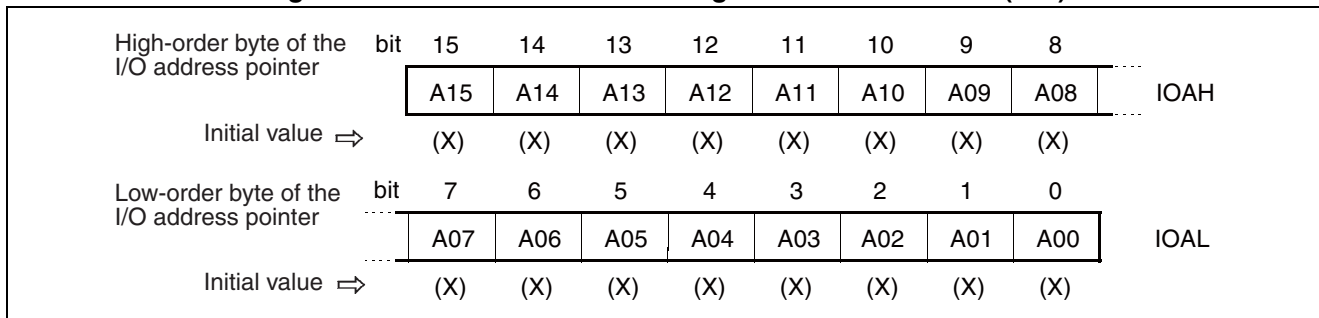 High-order byte of the I/O address pointer bit 15 14 13 12 11 10 9 8
A15 A14 A13 A12 A11 A10 A09 A08 IOAH
Initial value ⇨ (X) (X) (X) (X) (X) (X) (X) (X)
Low-order byte of the I/O address pointer bit 7 6 5 4 3 2 1 0
A07 A06 A05 A04 A03 A02 A01 A00 IOAL
Initial value ⇨ (X) (X) (X) (X) (X) (X) (X) (X)